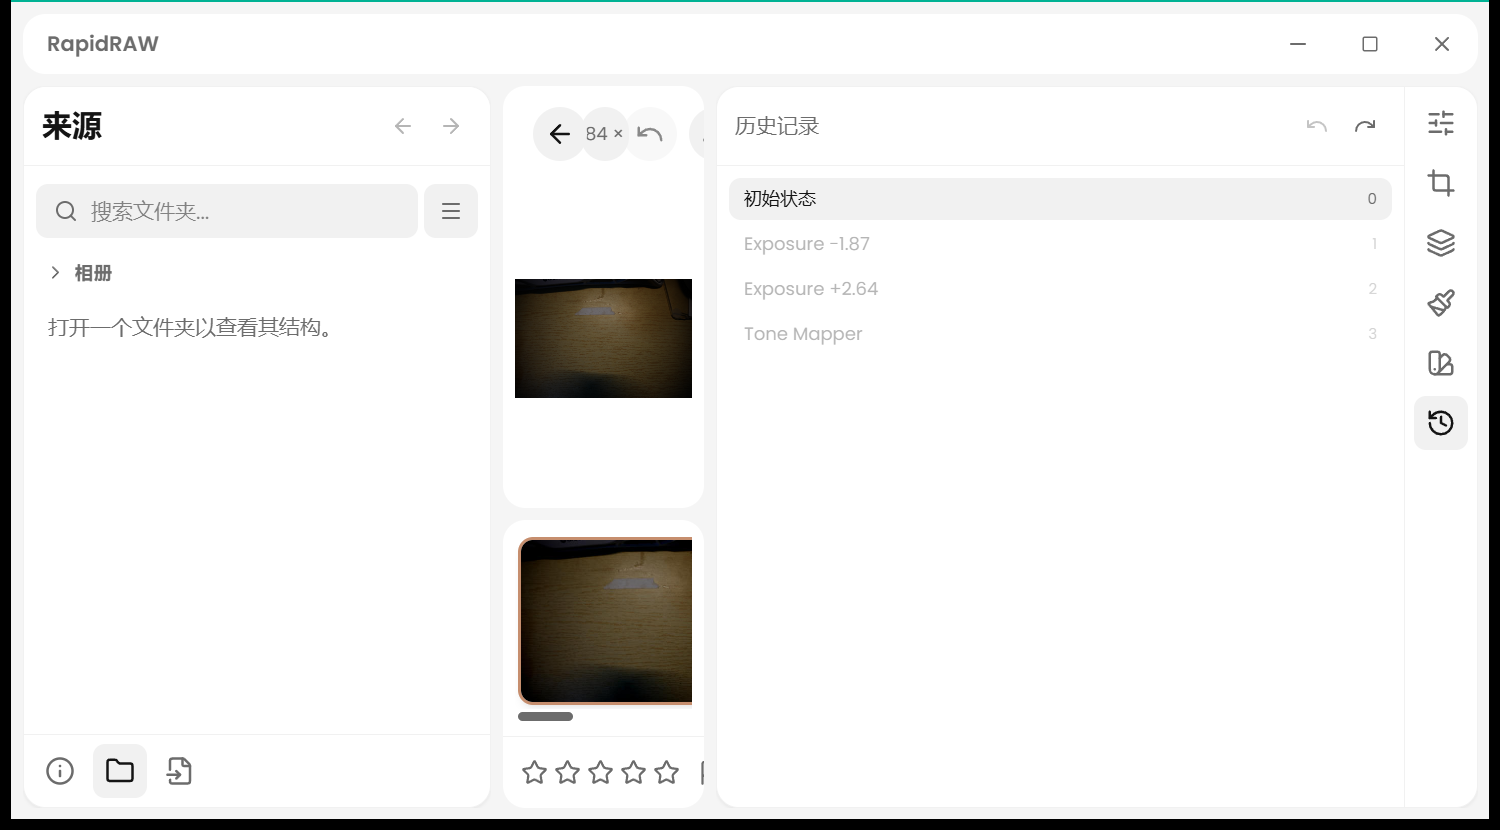 RapidRAW
来源
搜索文件夹...
相册
打开一个文件夹以查看其结构。
84 ×
历史记录
初始状态 0
Exposure -1.87 1
Exposure +2.64 2
Tone Mapper 3